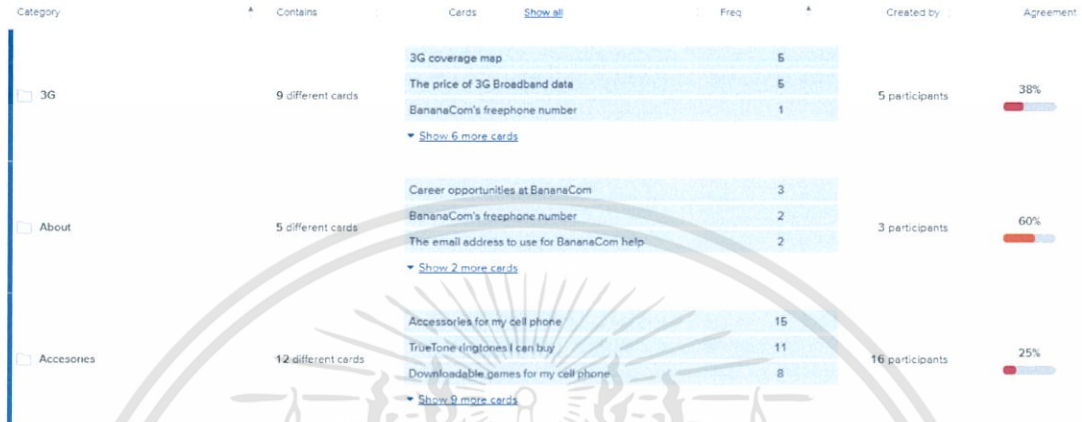 Category Contains Cards Show all Freq Created by Agreement
3G coverage map 5
The price of 3G Broadband data 5
3G 9 different cards 5 participants 38%
BananaCom's freephone number 1
Show 6 more cards
Career opportunities at BananaCom 3
BananaCom's freephone number 2
About 5 different cards 3 participants 60%
The email address to use for BananaCom help 2
Show 2 more cards
Accessories for my cell phone 15
TrueTone ringtones I can buy 11
Accesories 12 different cards 16 participants 25%
Downloadable games for my cell phone 8
Show 9 more cards